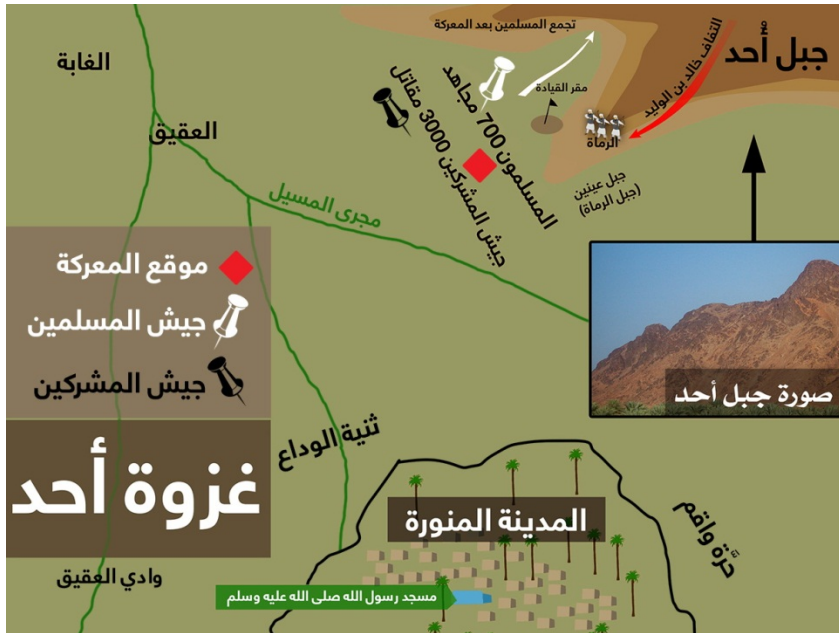 تجمع المسلمين بعد المعركة
جبل أُحد
التفاف خالد بن الوليد
مقر القيادة
الرماة
جبل عينين
(جبل الرماة)
المسلمون 700 مجاهد
جيش المشركين 3000 مقاتل
الغابة
العقيق
مجرى المسيل
موقع المعركة
جيش المسلمين
جيش المشركين
غزوة أحد
صورة جبل أحد
ثنية الوداع
المدينة المنورة
حَرَّة واقم
وادي العقيق
مسجد رسول الله صلى الله عليه وسلم